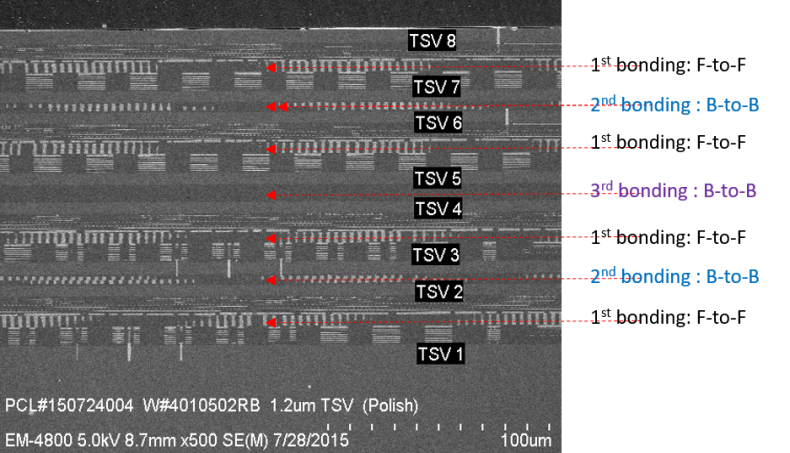 TSV 8
1st bonding: F-to-F
TSV 7
2nd bonding : B-to-B
TSV 6
1st bonding: F-to-F
TSV 5
3rd bonding : B-to-B
TSV 4
1st bonding: F-to-F
TSV 3
2nd bonding : B-to-B
TSV 2
1st bonding: F-to-F
TSV 1
PCL#150724004 W#4010502RB 1.2um TSV (Polish)
EM-4800 5.0kV 8.7mm x500 SE(M) 7/28/2015 100um